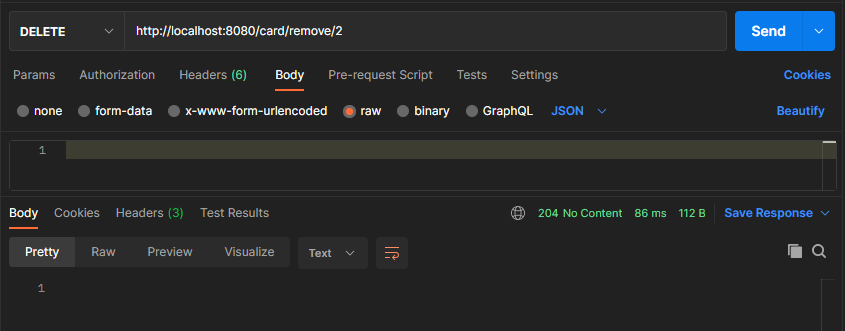 DELETE http://localhost:8080/card/remove/2 Send
Params Authorization Headers (6) Body Pre-request Script Tests Settings Cookies
none form-data x-www-form-urlencoded raw binary GraphQL JSON Beautify
1
Body Cookies Headers (3) Test Results 204 No Content 86 ms 112 B Save Response
Pretty Raw Preview Visualize Text
1